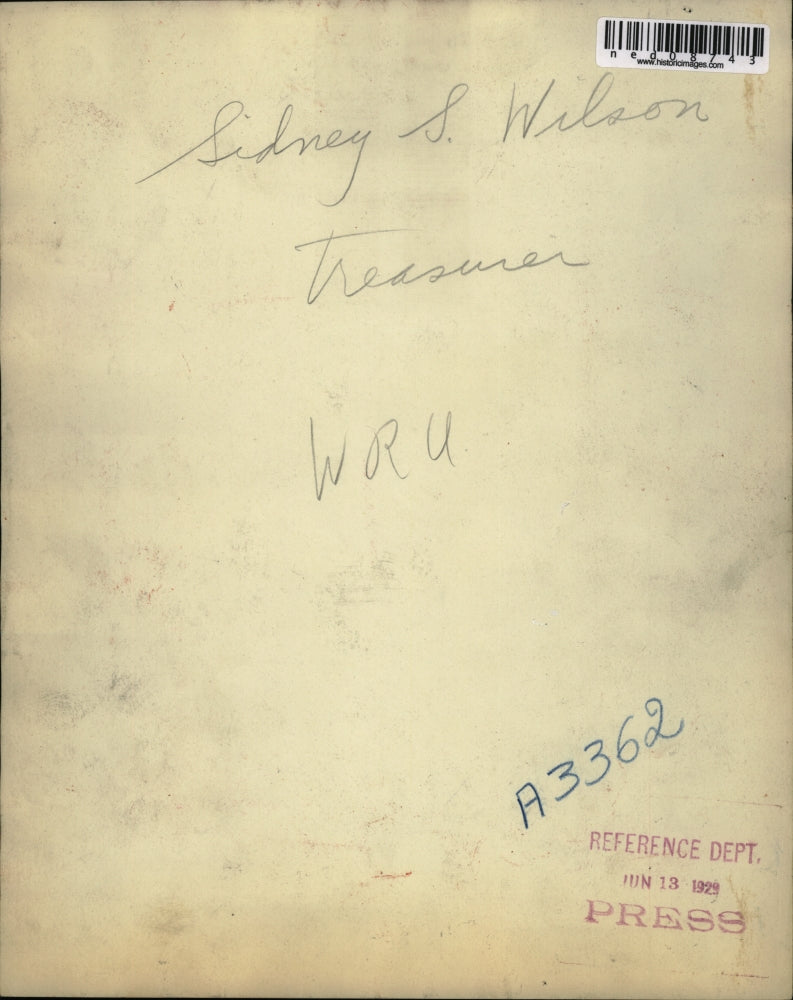 ned08743
www.historicimages.com
Sidney S. Wilson
Treasurer
WRU
A3362
REFERENCE DEPT.
JUN 13 1929
PRESS